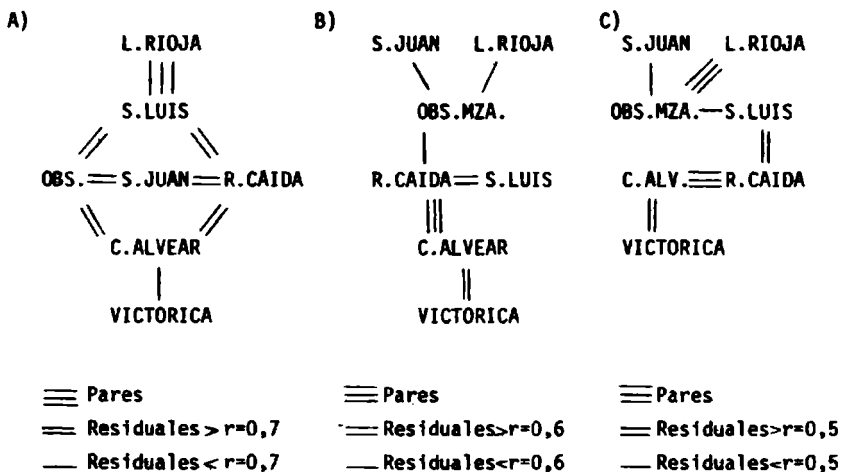 A)
L.RIOJA
S.LUIS
OBS. S.JUAN R.CAIDA
C.ALVEAR
VICTORICA
Pares
Residuales > r=0,7
Residuales < r=0,7
B)
S.JUAN L.RIOJA
OBS.MZA.
R.CAIDA S.LUIS
C.ALVEAR
VICTORICA
Pares
Residuales>r=0,6
Residuales<r=0,6
C)
S.JUAN L.RIOJA
OBS.MZA. S.LUIS
C.ALV. R.CAIDA
VICTORICA
Pares
Residuales>r=0,5
Residuales<r=0,5